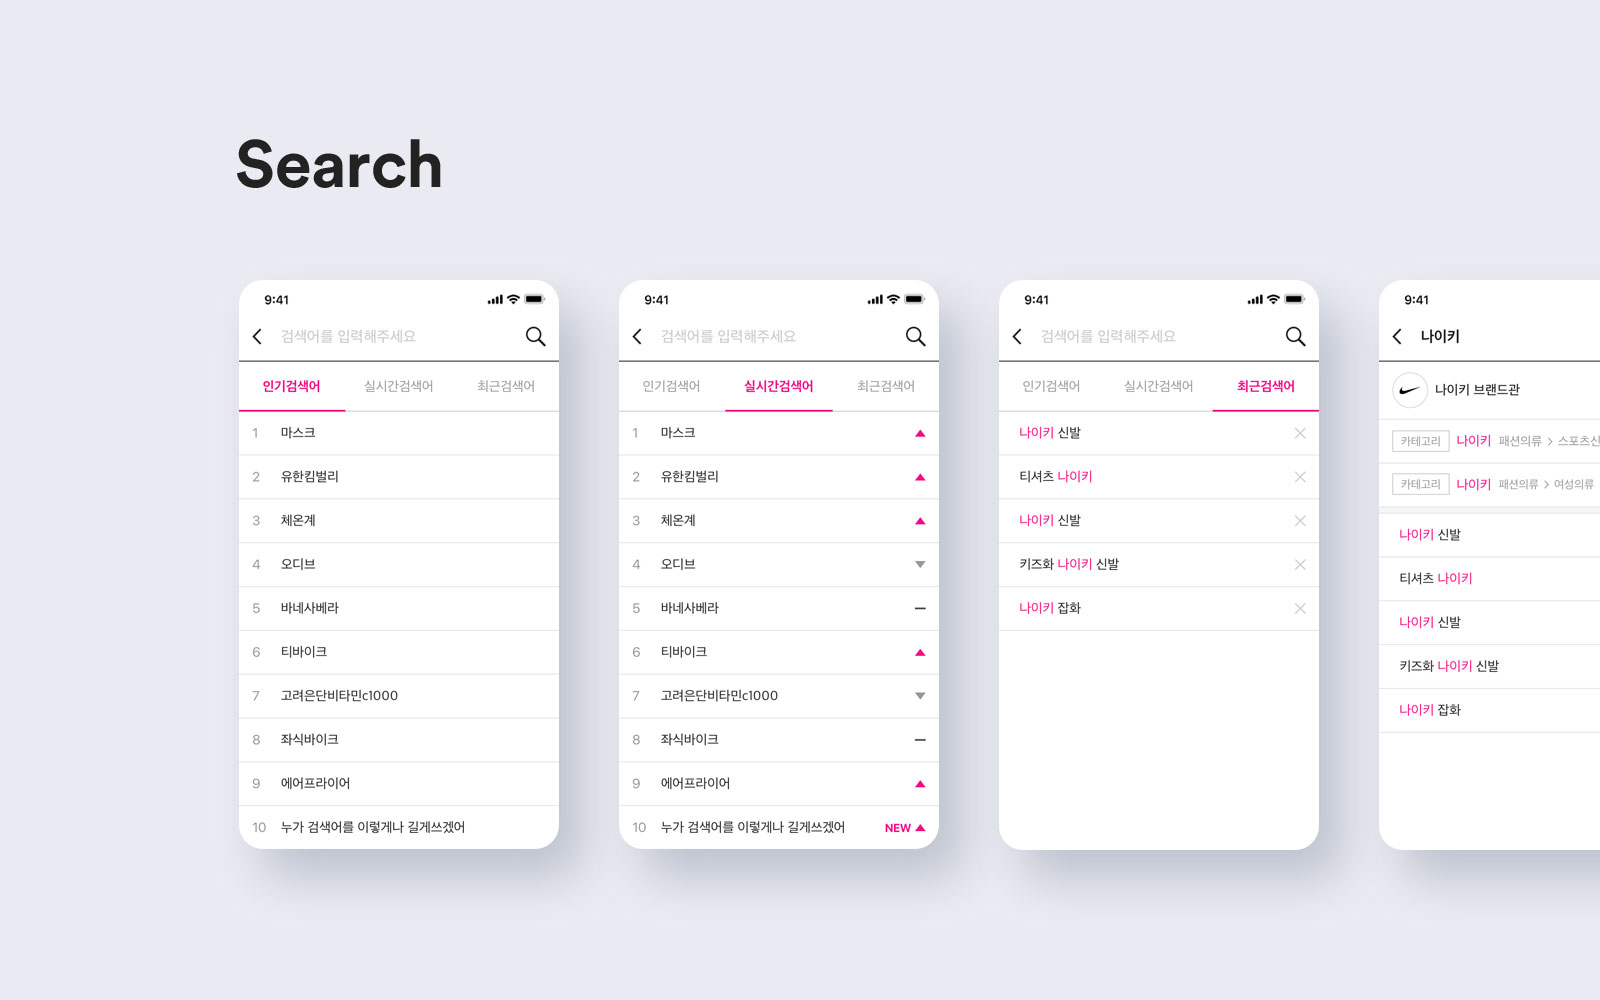 Search
9:41
검색어를 입력해주세요
인기검색어 실시간검색어 최근검색어
1 마스크
2 유한킴벌리
3 체온계
4 오디브
5 바네사베라
6 티바이크
7 고려은단비타민c1000
8 좌식바이크
9 에어프라이어
10 누가 검색어를 이렇게나 길게쓰겠어
9:41
검색어를 입력해주세요
인기검색어 실시간검색어 최근검색어
1 마스크
2 유한킴벌리
3 체온계
4 오디브
5 바네사베라
6 티바이크
7 고려은단비타민c1000
8 좌식바이크
9 에어프라이어
10 누가 검색어를 이렇게나 길게쓰겠어 NEW
9:41
검색어를 입력해주세요
인기검색어 실시간검색어 최근검색어
나이키 신발
티셔츠 나이키
나이키 신발
키즈화 나이키 신발
나이키 잡화
9:41
나이키
나이키 브랜드관
카테고리 나이키 패션의류 > 스포츠신
카테고리 나이키 패션의류 > 여성의류
나이키 신발
티셔츠 나이키
나이키 신발
키즈화 나이키 신발
나이키 잡화